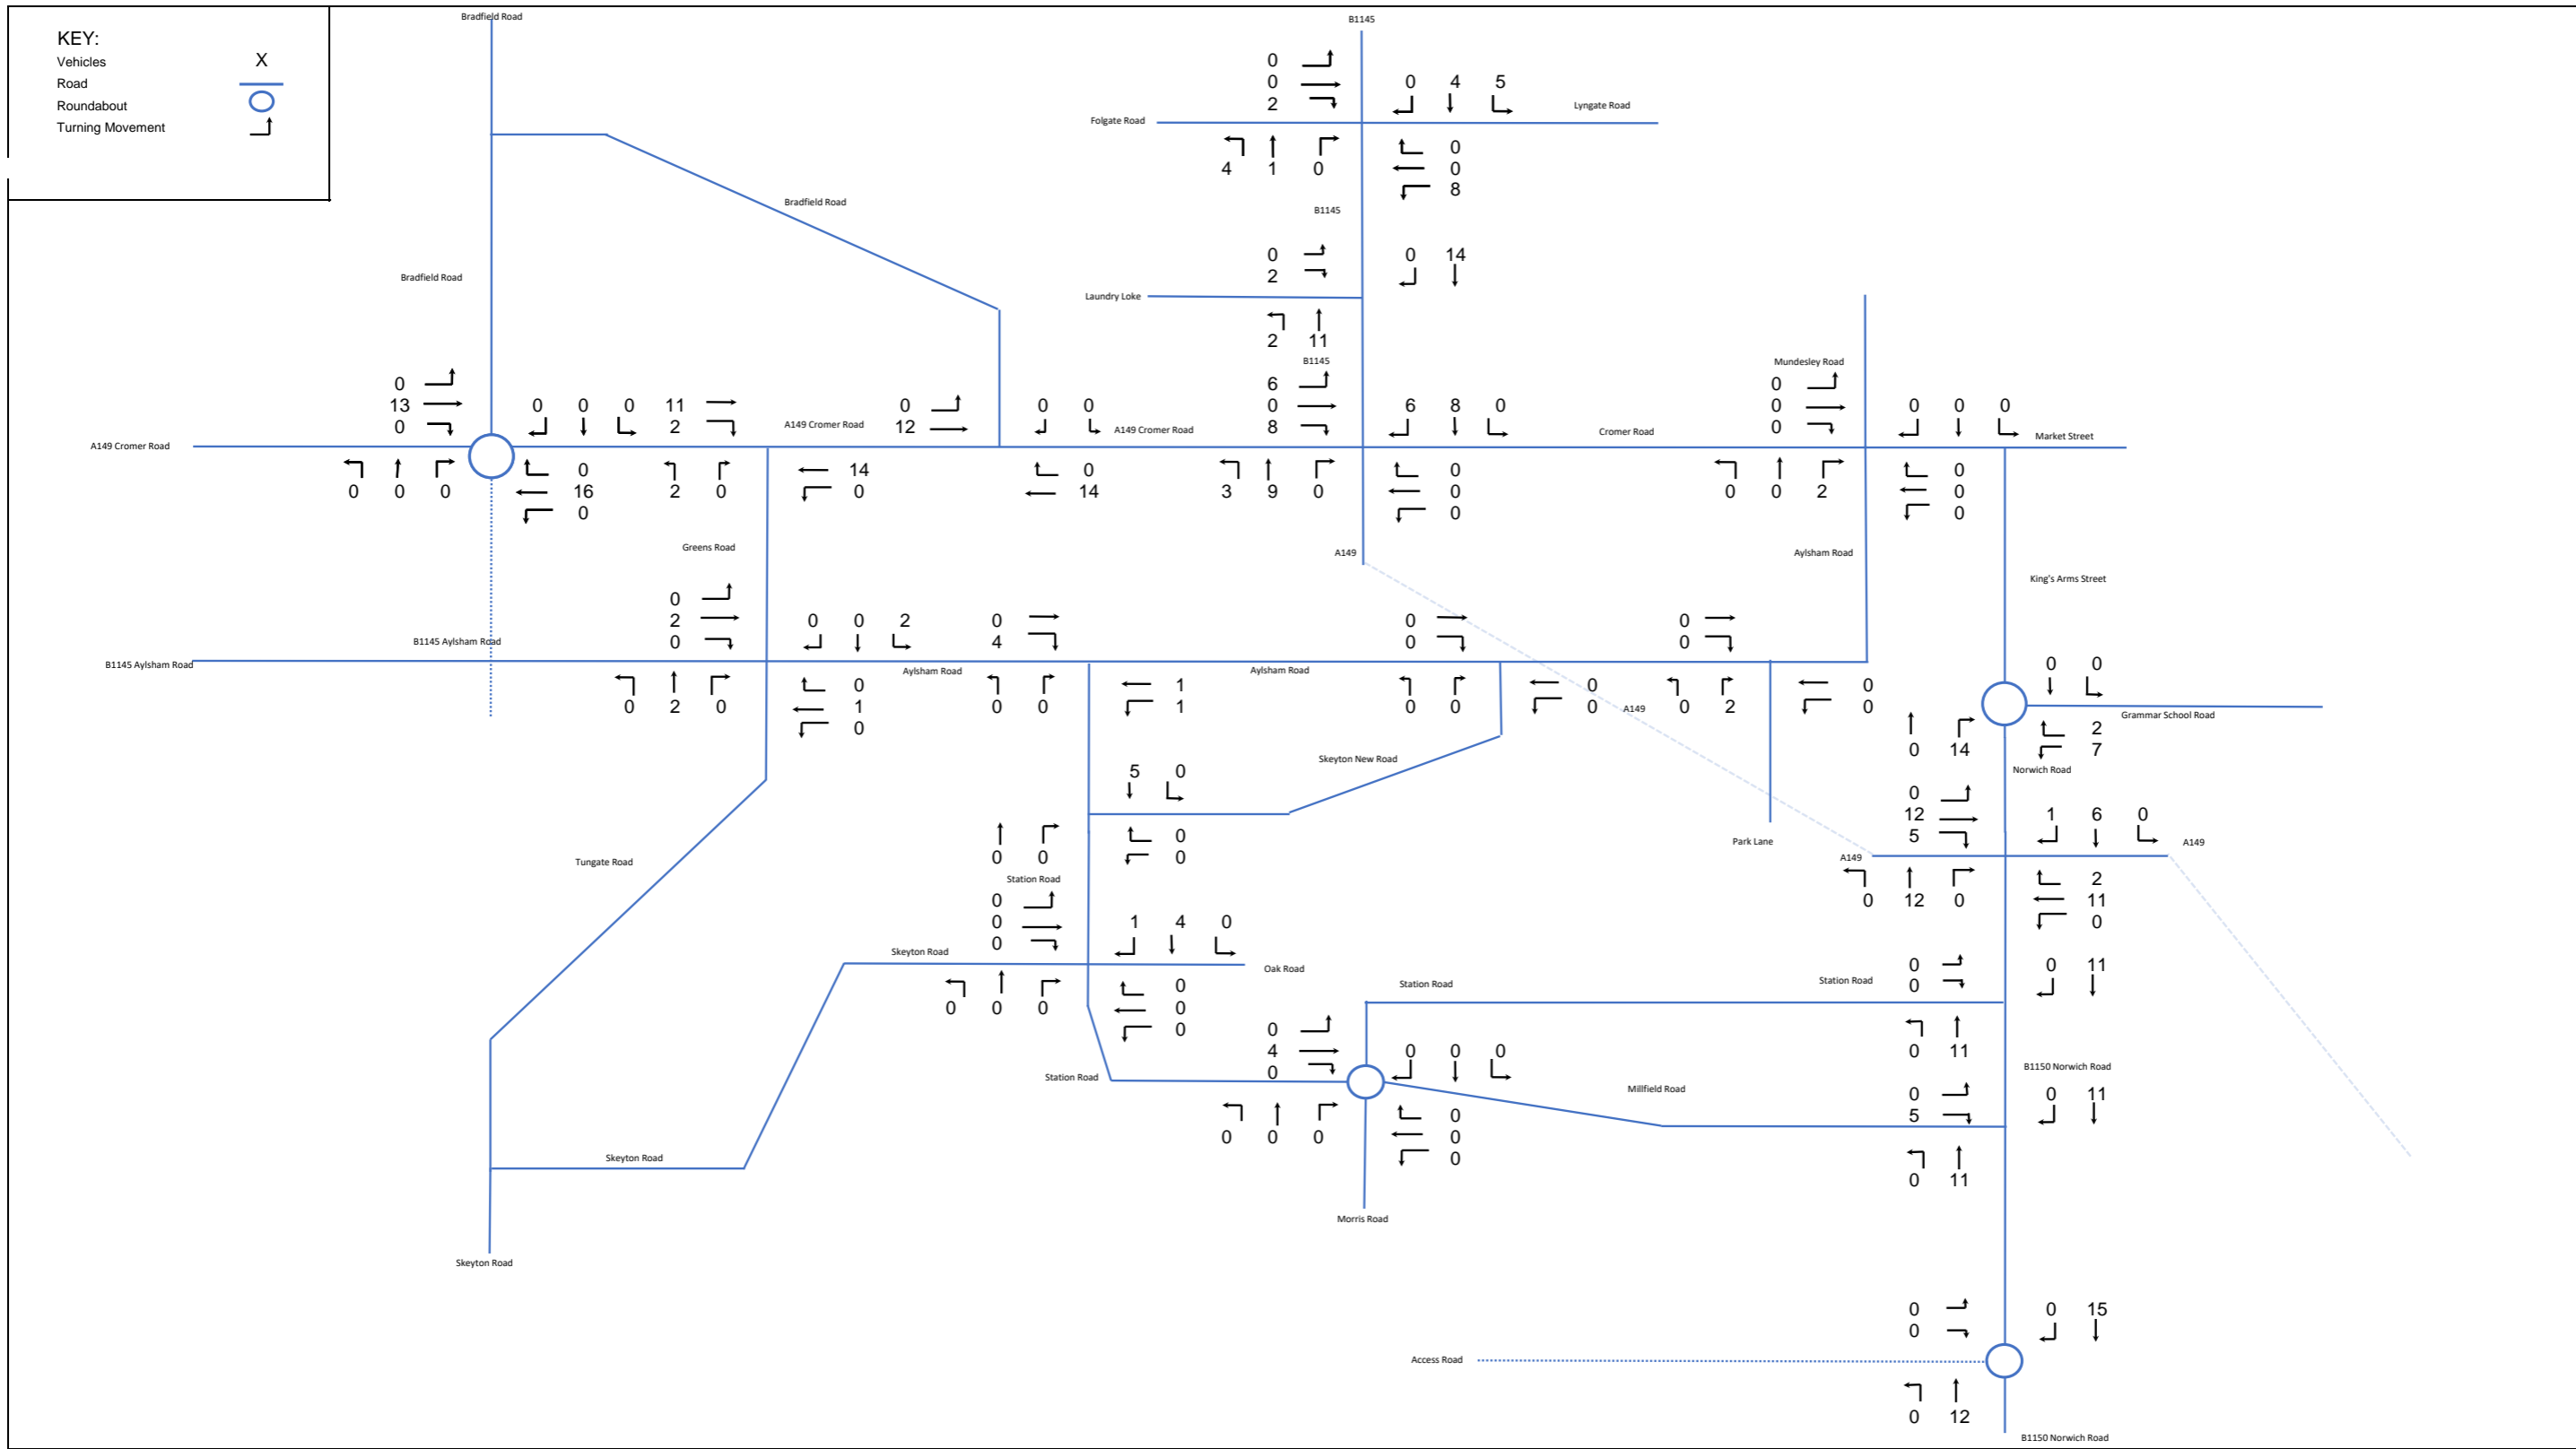 Bradfield Road
B1145
KEY:
Vehicles X
Road
Roundabout
Turning Movement
0
0
2
0 4 5
Lyngate Road
Folgate Road
4 1 0
0
0
8
Bradfield Road
B1145
Bradfield Road
0
2
0 14
Laundry Loke
2 11
B1145
Mundesley Road
0
13
0
0 0 0 11
2
A149 Cromer Road
0
12
0 0
A149 Cromer Road
6
0
8
6 8 0
Cromer Road
0
0
0
0 0 0
Market Street
A149 Cromer Road
0 0 0
0
16
0
2 0
14
0
0
14
3 9 0
0
0
0
0 0 2
0
0
0
Greens Road
A149
Aylsham Road
King's Arms Street
0
2
0
0 0 2
0
4
0
0
0
0
B1145 Aylsham Road
B1145 Aylsham Road
Aylsham Road
Aylsham Road
0 2 0
0
1
0
0 0
1
1
0 0
0
0
A149
0 2
0
0
0 0
Grammar School Road
0 14
2
7
Norwich Road
Skeyton New Road
5 0
0 0
0
0
0
12
5
1 6 0
A149
A149
Park Lane
Tungate Road
Station Road
0 12 0
2
11
0
0
0
0
1 4 0
Skeyton Road
Oak Road
0 0 0
0
0
0
Station Road
Station Road
0
0
0 11
0 11
0
4
0
0 0 0
Station Road
Millfield Road
B1150 Norwich Road
0
5
0 11
0 0 0
0
0
0
0 11
Skeyton Road
Morris Road
Skeyton Road
0
0
0 15
Access Road
0 12
B1150 Norwich Road